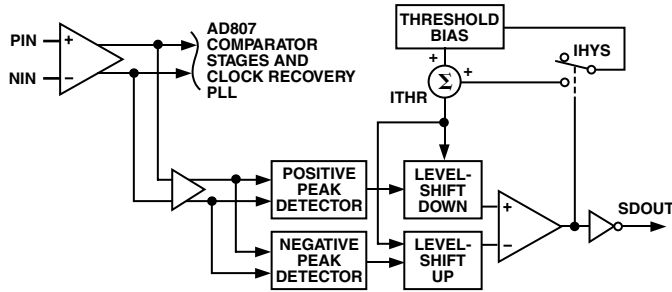 PIN
+
NIN
–
AD807
COMPARATOR
STAGES AND
CLOCK RECOVERY
PLL
THRESHOLD
BIAS
IHYS
+
+
Σ
ITHR
POSITIVE
PEAK
DETECTOR
LEVEL-
SHIFT
DOWN
NEGATIVE
PEAK
DETECTOR
LEVEL-
SHIFT
UP
+
–
SDOUT